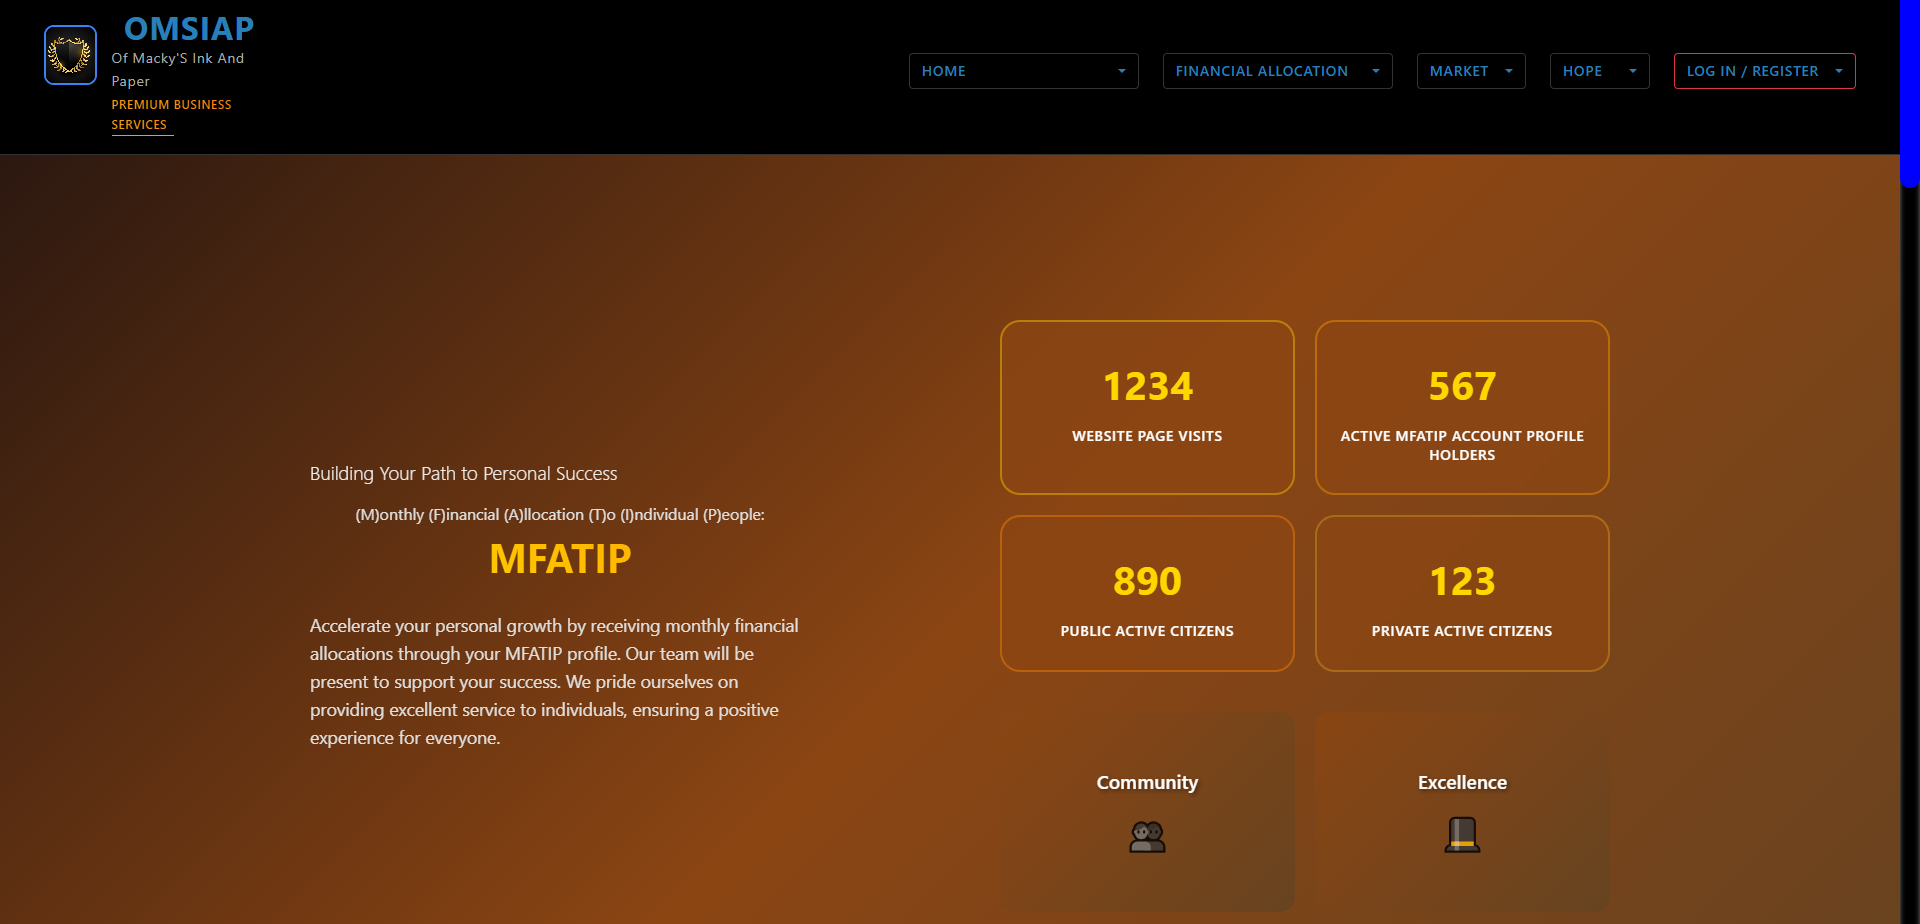 OMSIAP
Of Macky'S Ink And
Paper
PREMIUM BUSINESS
SERVICES
HOME
FINANCIAL ALLOCATION
MARKET
HOPE
LOG IN / REGISTER
Building Your Path to Personal Success
(M)onthly (F)inancial (A)llocation (T)o (I)ndividual (P)eople:
MFATIP
Accelerate your personal growth by receiving monthly financial
allocations through your MFATIP profile. Our team will be
present to support your success. We pride ourselves on
providing excellent service to individuals, ensuring a positive
experience for everyone.
1234
WEBSITE PAGE VISITS
567
ACTIVE MFATIP ACCOUNT PROFILE
HOLDERS
890
PUBLIC ACTIVE CITIZENS
123
PRIVATE ACTIVE CITIZENS
Community
Excellence